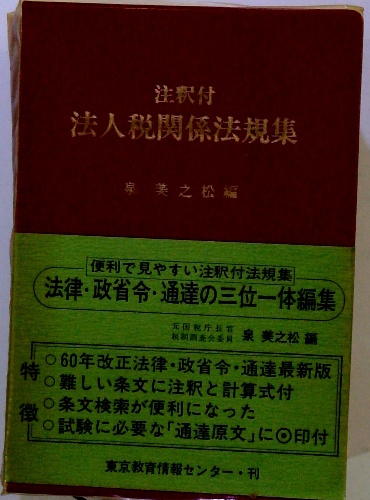 注釈付
法人税関係法規集
泉 美之松 編
便利で見やすい注釈付法規集
法律・政省令・通達の三位一体編集
元国税庁長官
税制調査会委員 泉 美之松 編
特徴
○60年改正法律・政省令・通達最新版
○難しい条文に注釈と計算式付
○条文検索が便利になった
○試験に必要な「通達原文」に◉印付
東京教育情報センター・刊